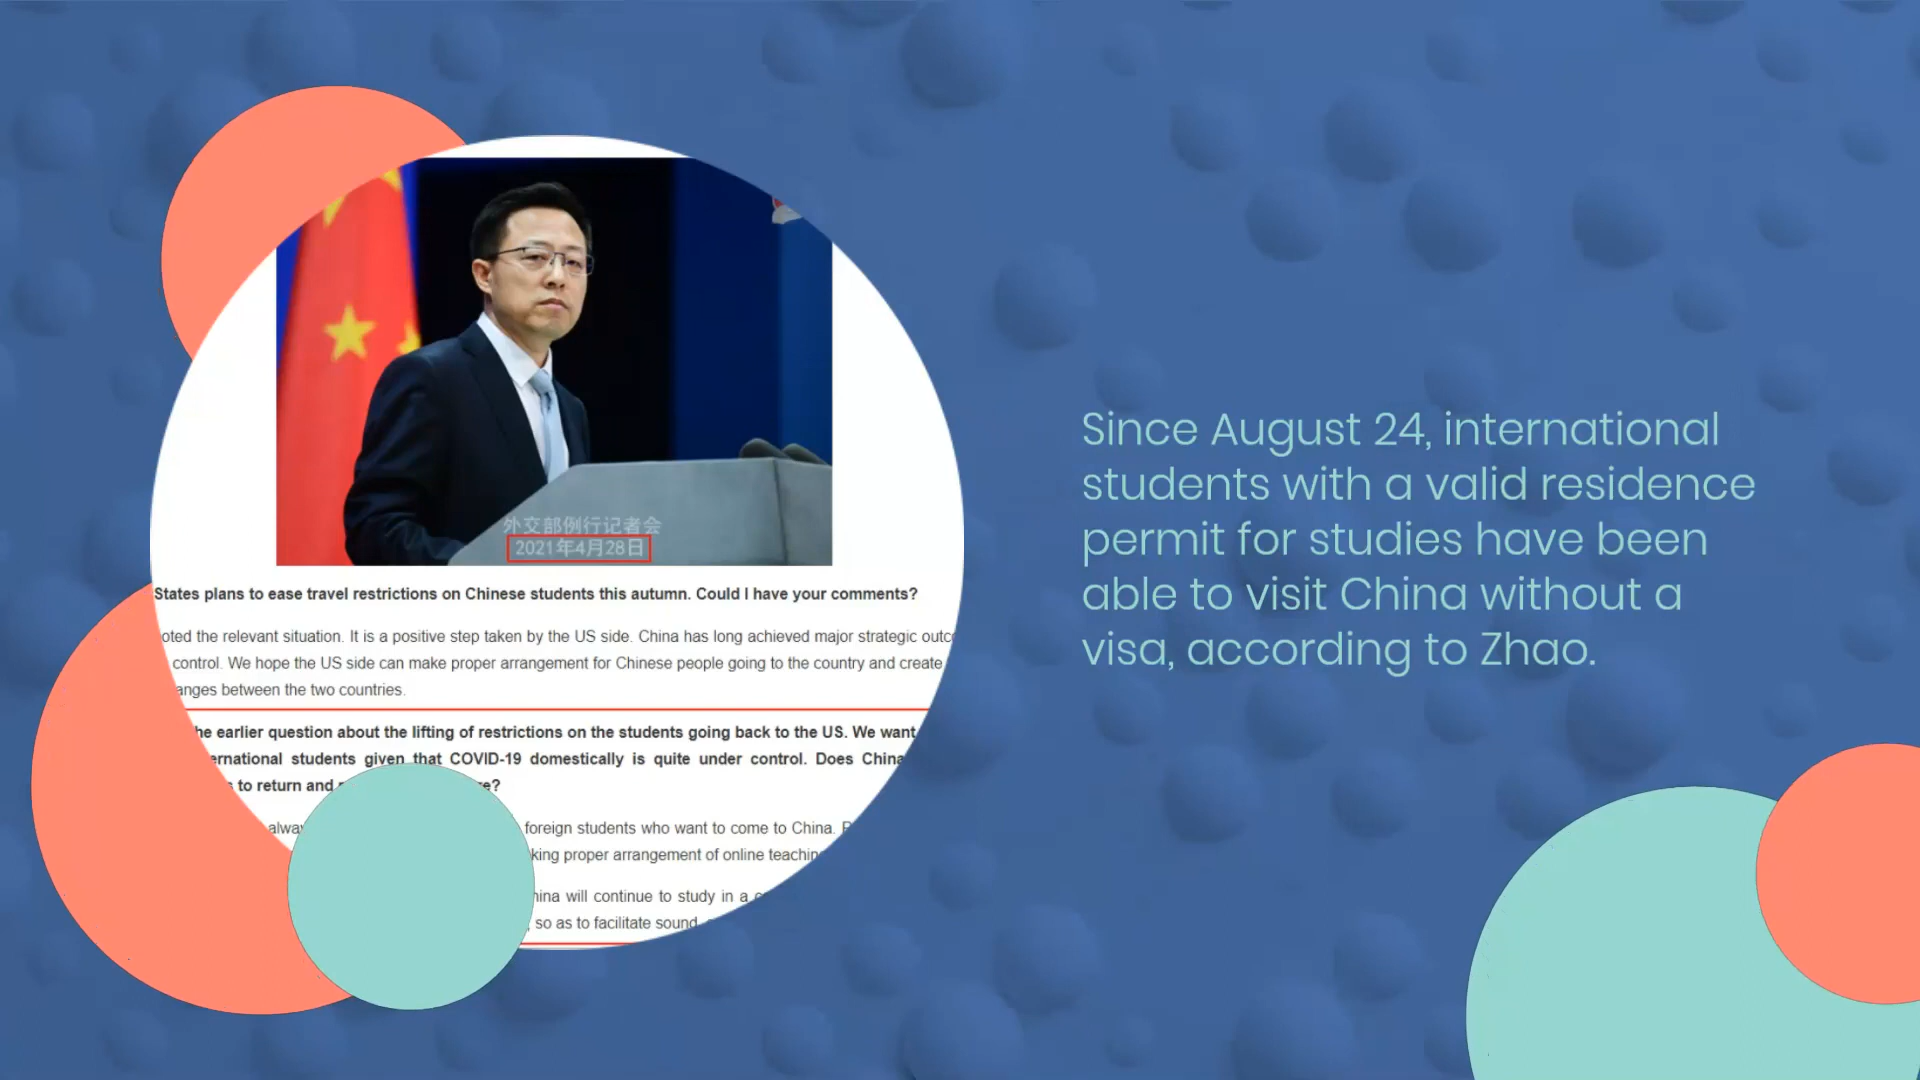 外交部例行记者会
2021年4月28日
States plans to ease travel restrictions on Chinese students this autumn. Could I have your comments?
oted the relevant situation. It is a positive step taken by the US side. China has long achieved major strategic outc
control. We hope the US side can make proper arrangement for Chinese people going to the country and create
anges between the two countries.
he earlier question about the lifting of restrictions on the students going back to the US. We want
ernational students given that COVID-19 domestically is quite under control. Does China
to return and
e?
alwa
foreign students who want to come to China.
king proper arrangement of online teaching
hina will continue to study in a
, so as to facilitate sound,
Since August 24, international
students with a valid residence
permit for studies have been
able to visit China without a
visa, according to Zhao.